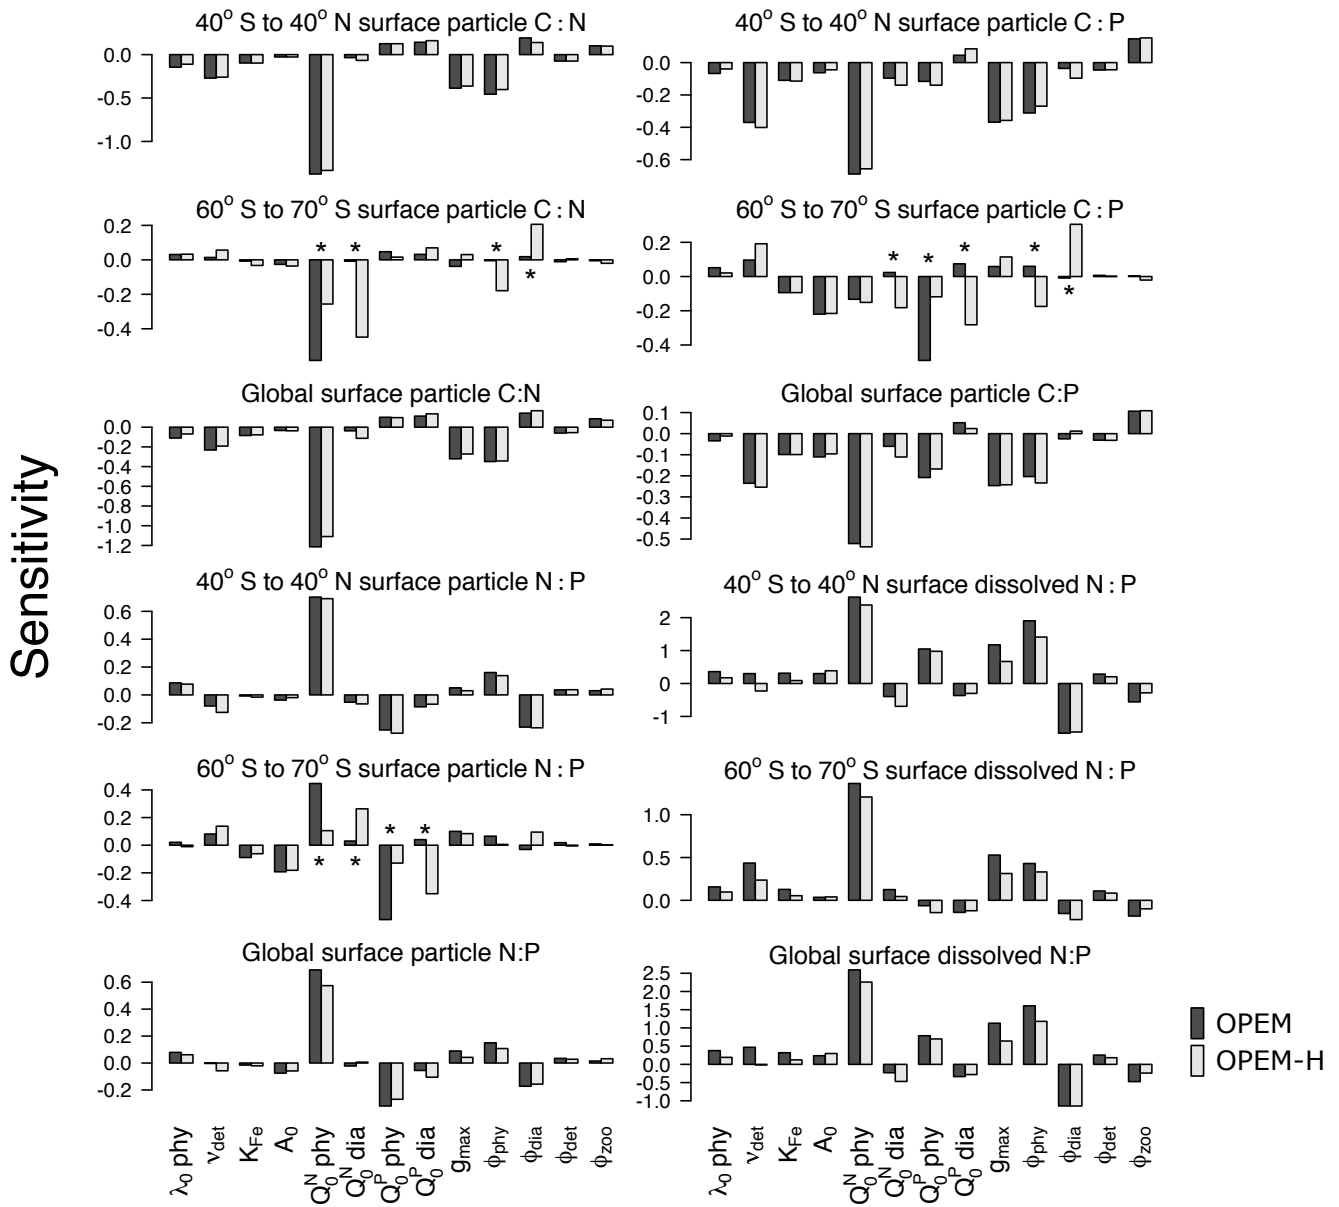 Sensitivity
40° S to 40° N surface particle C : N
0.0
-0.5
-1.0
40° S to 40° N surface particle C : P
0.0
-0.2
-0.4
-0.6
60° S to 70° S surface particle C : N
0.2
0.0
-0.2
-0.4
* * * *
60° S to 70° S surface particle C : P
0.2
0.0
-0.2
-0.4
* * * * *
Global surface particle C:N
0.0
-0.2
-0.4
-0.6
-0.8
-1.0
-1.2
Global surface particle C:P
0.1
0.0
-0.1
-0.2
-0.3
-0.4
-0.5
40° S to 40° N surface particle N : P
0.6
0.4
0.2
0.0
-0.2
40° S to 40° N surface dissolved N : P
2
1
0
-1
60° S to 70° S surface particle N : P
0.4
0.2
0.0
-0.2
-0.4
* * * *
60° S to 70° S surface dissolved N : P
1.0
0.5
0.0
Global surface particle N:P
0.6
0.4
0.2
0.0
-0.2
Global surface dissolved N:P
2.5
2.0
1.5
1.0
0.5
0.0
-0.5
-1.0
λ₀ phy
ν_det
K_Fe
A₀
Q₀^N phy
Q₀^N dia
Q₀^P phy
Q₀^P dia
g_max
ϕ_phy
ϕ_dia
ϕ_det
ϕ_zoo
λ₀ phy
ν_det
K_Fe
A₀
Q₀^N phy
Q₀^N dia
Q₀^P phy
Q₀^P dia
g_max
ϕ_phy
ϕ_dia
ϕ_det
ϕ_zoo
OPEM
OPEM-H